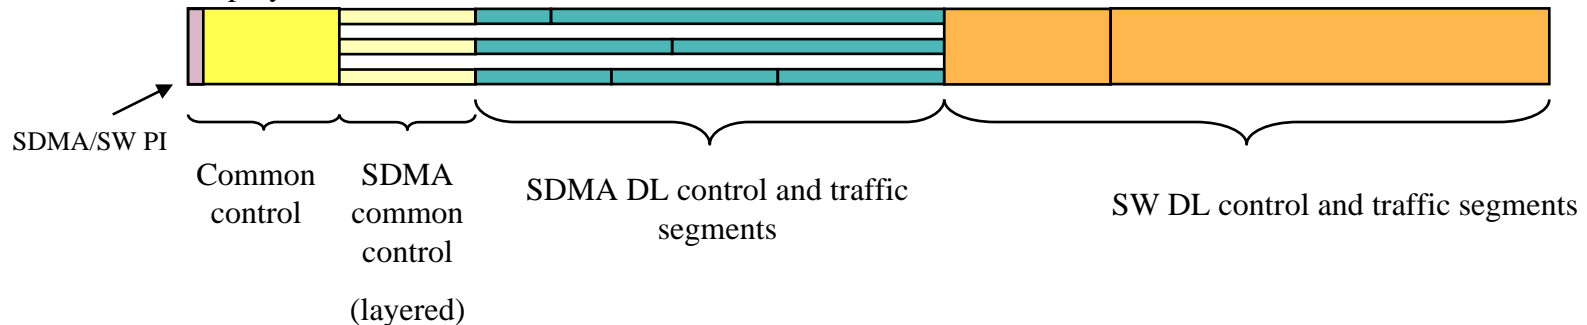 SDMA/SW PI
Common
control
SDMA
common
control
(layered)
SDMA DL control and traffic
segments
SW DL control and traffic segments